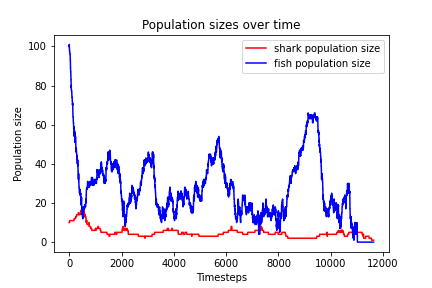 Population sizes over time
shark population size
fish population size
Population size
100
80
60
40
20
0
0
2000
4000
6000
8000
10000
12000
Timesteps